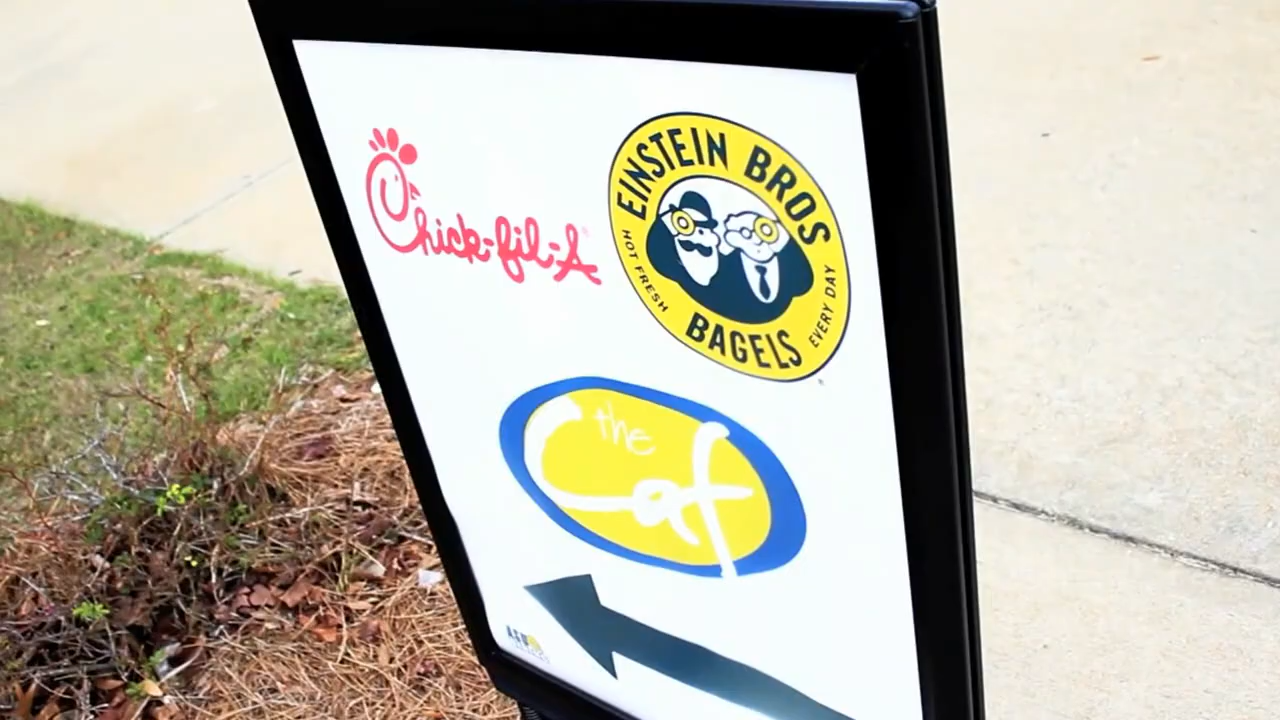 Chick-fil-A
EINSTEIN BROS
HOT FRESH
EVERY DAY
BAGELS
the
Caf